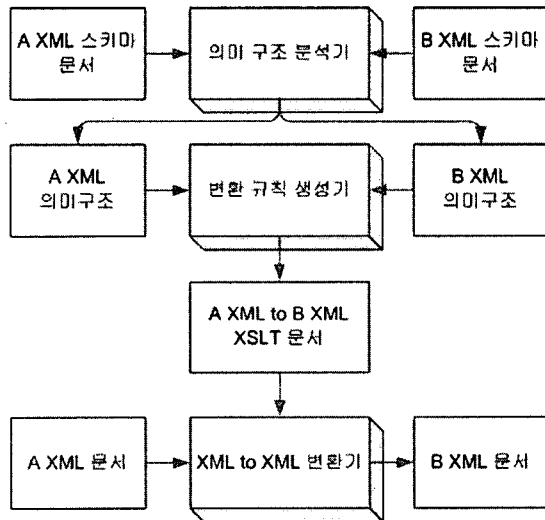 A XML 스키마
문서
의미 구조 분석기
B XML 스키마
문서
A XML
의미구조
변환 규칙 생성기
B XML
의미구조
A XML to B XML
XSLT 문서
A XML 문서
XML to XML 변환기
B XML 문서